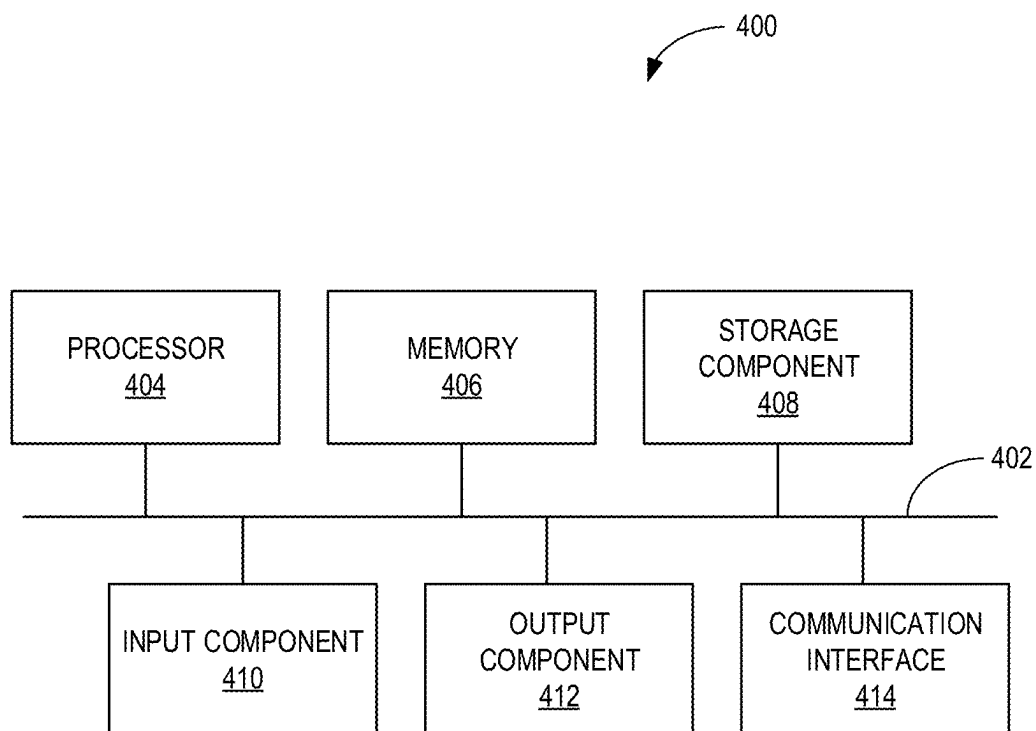 400
PROCESSOR
404
MEMORY
406
STORAGE
COMPONENT
408
402
INPUT COMPONENT
410
OUTPUT
COMPONENT
412
COMMUNICATION
INTERFACE
414